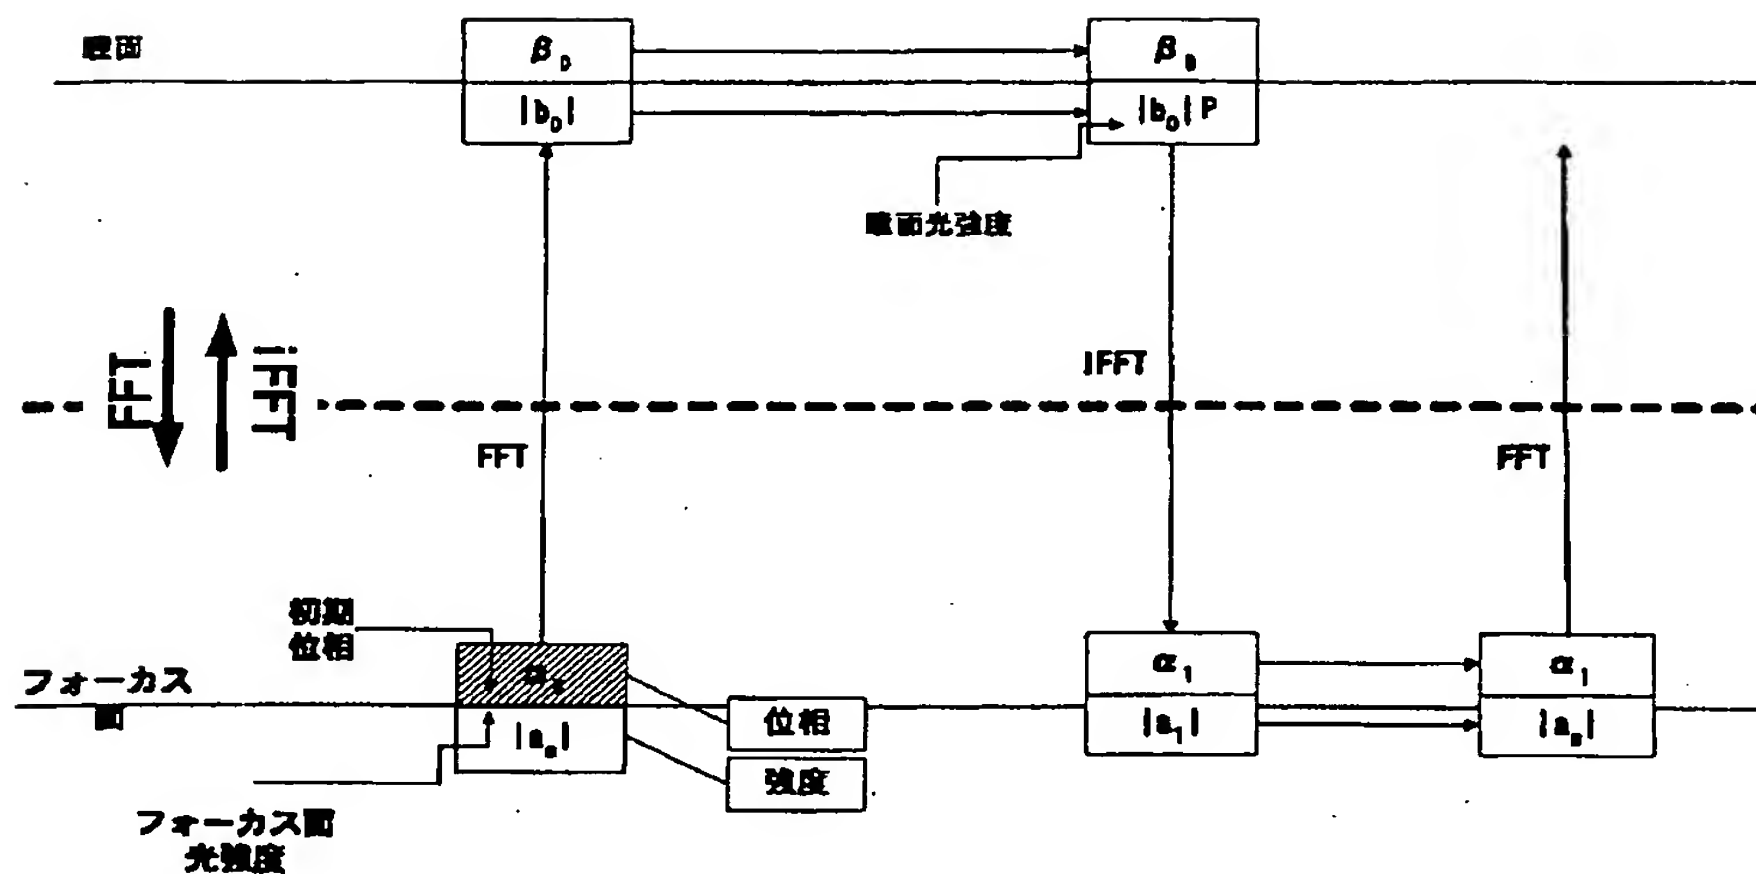 瞳面
β₀
|b₀|
β₀
|b₀| P
瞳面光強度
FFT
iFFT
FFT
IFFT
FFT
初期
位相
フォーカス
面
位相
強度
α₁
|a₁|
α₁
フォーカス面
光強度